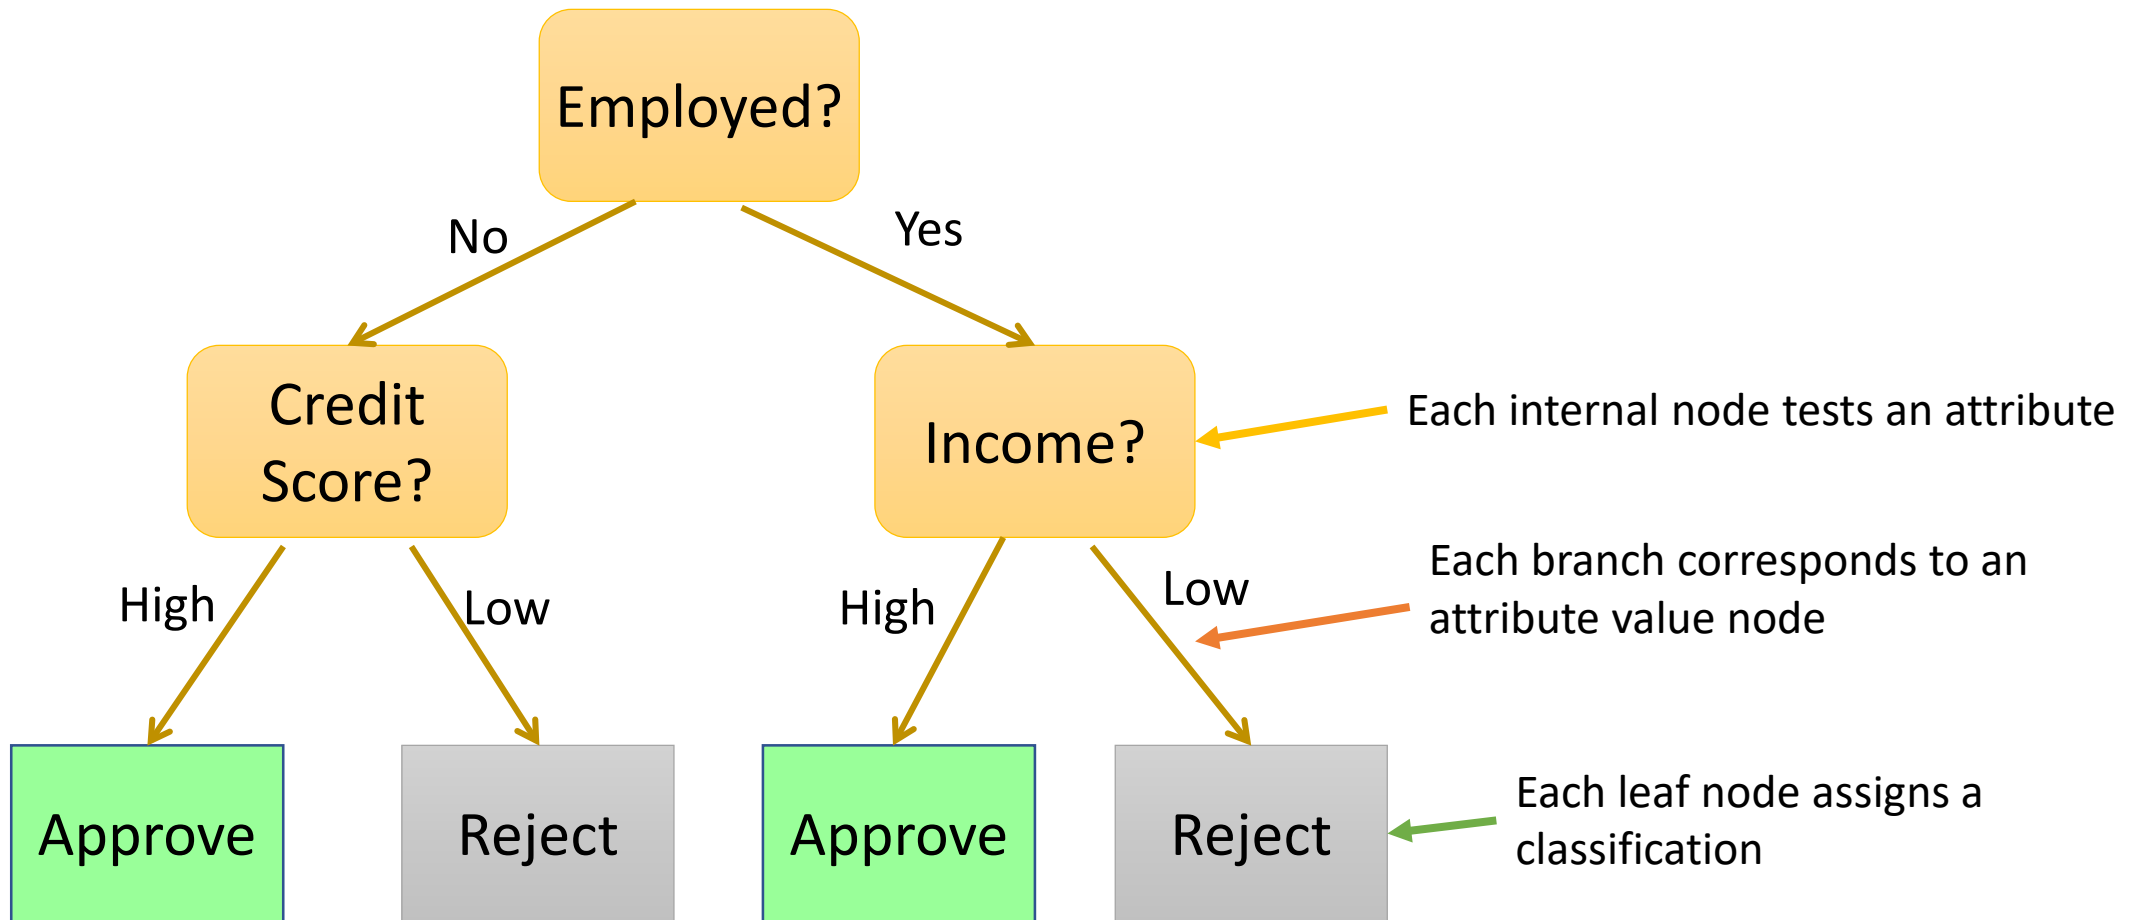 Employed?
No
Yes
Credit
Score?
Income?
Each internal node tests an attribute
High
Low
High
Low
Each branch corresponds to an
attribute value node
Approve
Reject
Approve
Reject
Each leaf node assigns a
classification